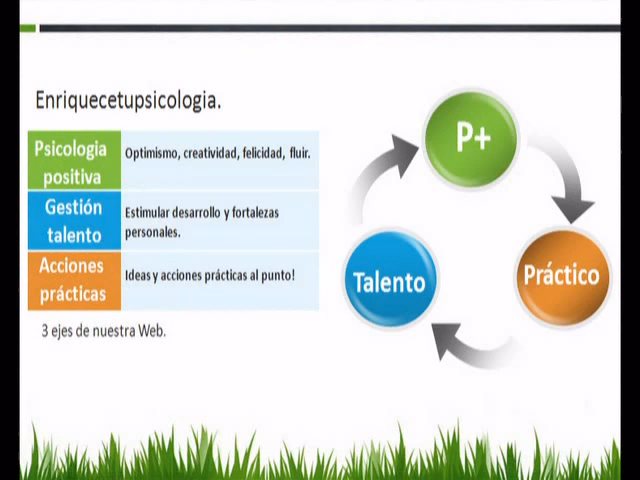 Enriquecetupsicologia.
Psicologia
positiva
Optimismo, creatividad, felicidad, fluir.
Gestión
talento
Estimular desarrollo y fortalezas
personales.
Acciones
prácticas
Ideas y acciones prácticas al punto!
3 ejes de nuestra Web.
P+
Talento
Práctico